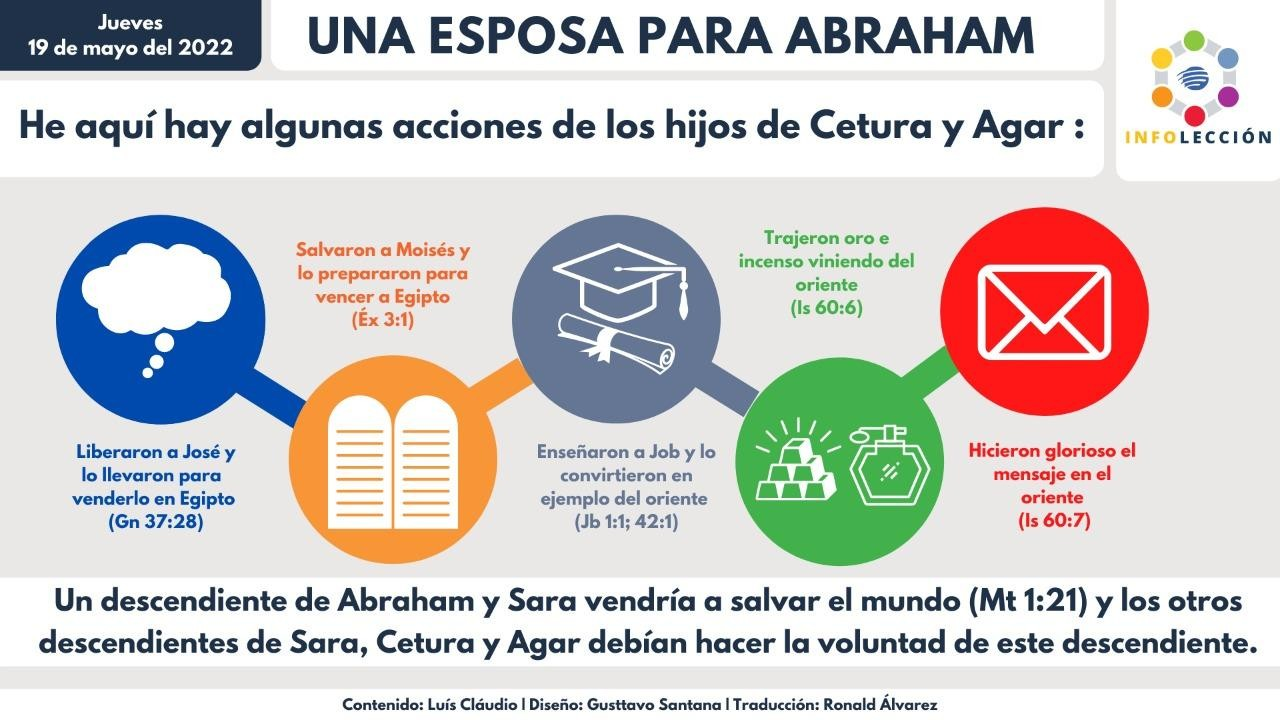 Jueves
19 de mayo del 2022
UNA ESPOSA PARA ABRAHAM
INFOLECCIÓN
He aquí hay algunas acciones de los hijos de Cetura y Agar :
Liberaron a José y
lo llevaron para
venderlo en Egipto
(Gn 37:28)
Salvaron a Moisés y
lo prepararon para
vencer a Egipto
(Éx 3:1)
Enseñaron a Job y lo
convirtieron en
ejemplo del oriente
(Jb 1:1; 42:1)
Trajeron oro e
incenso viniendo del
oriente
(Is 60:6)
Hicieron glorioso el
mensaje en el
oriente
(Is 60:7)
Un descendiente de Abraham y Sara vendría a salvar el mundo (Mt 1:21) y los otros
descendientes de Sara, Cetura y Agar debían hacer la voluntad de este descendiente.
Contenido: Luís Cláudio | Diseño: Gusttavo Santana | Traducción: Ronald Álvarez